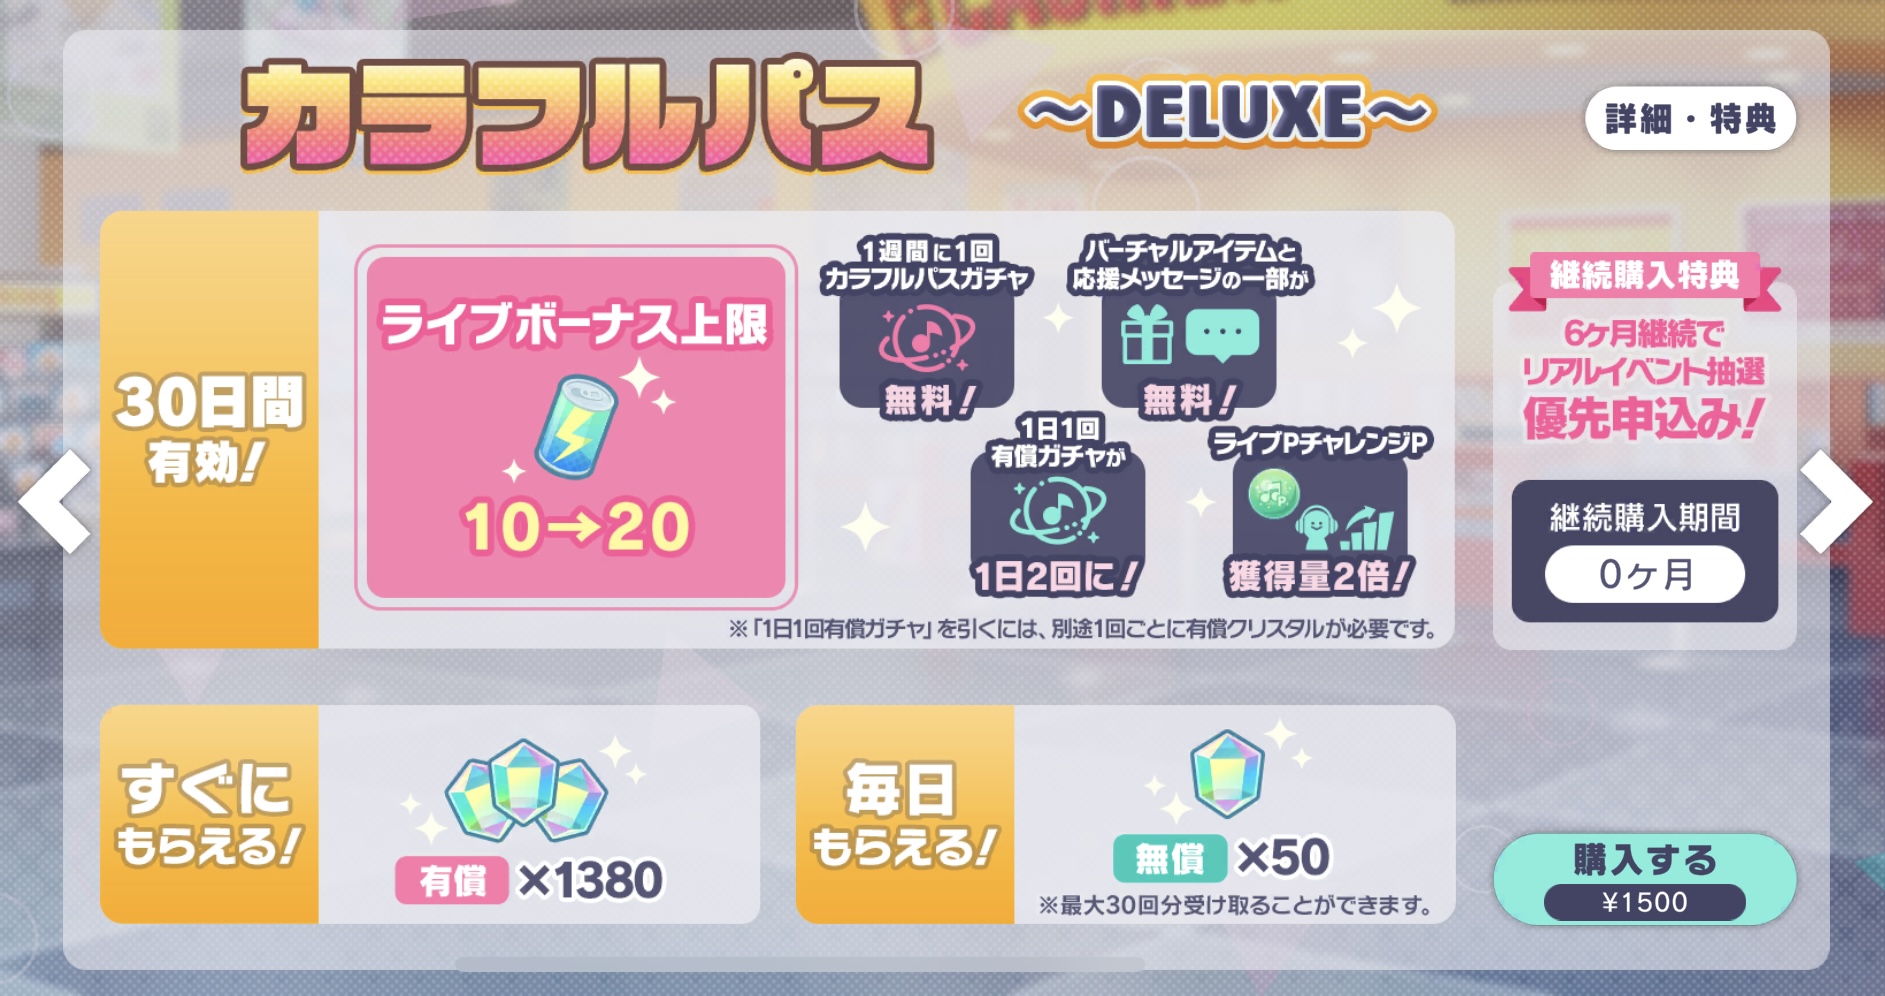 カラフルパス
～DELUXE～
詳細・特典
30日間
有効！
ライブボーナス上限
10→20
1週間に1回
カラフルパスガチャ
無料！
バーチャルアイテムと
応援メッセージの一部が
無料！
1日1回
有償ガチャが
1日2回に！
ライブPチャレンジP
P
獲得量2倍！
※「1日1回有償ガチャ」を引くには、別途1回ごとに有償クリスタルが必要です。
継続購入特典
6ヶ月継続で
リアルイベント抽選
優先申込み！
継続購入期間
0ヶ月
すぐに
もらえる！
有償 ×1380
毎日
もらえる！
無償 ×50
※最大30回分受け取ることができます。
購入する
¥1500